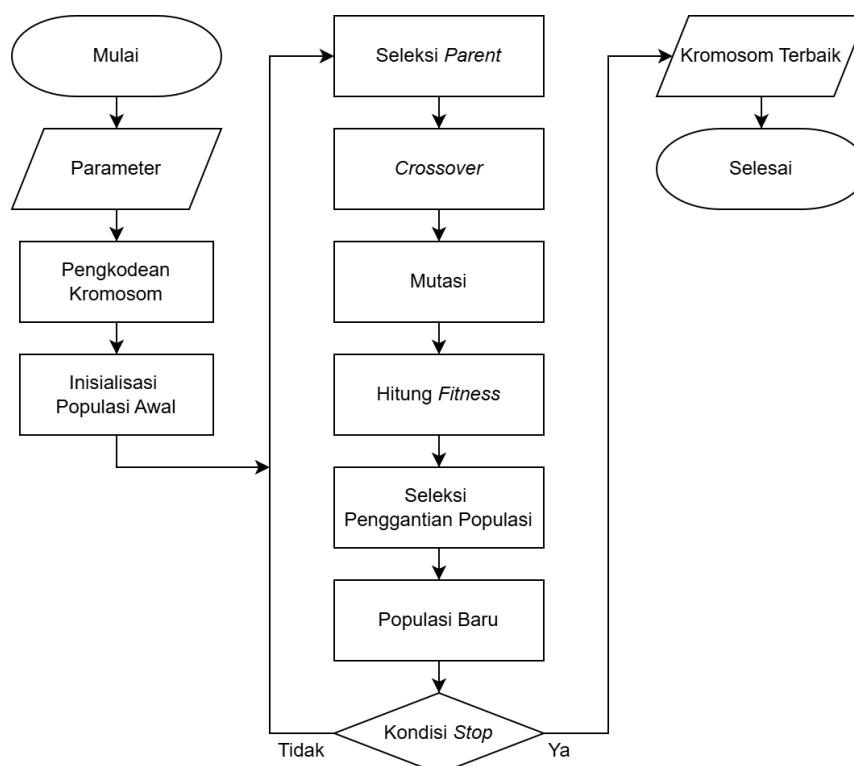 Mulai
Parameter
Pengkodean
Kromosom
Inisialisasi
Populasi Awal
Seleksi Parent
Crossover
Mutasi
Hitung Fitness
Seleksi
Penggantian Populasi
Populasi Baru
Kondisi Stop
Tidak
Ya
Kromosom Terbaik
Selesai